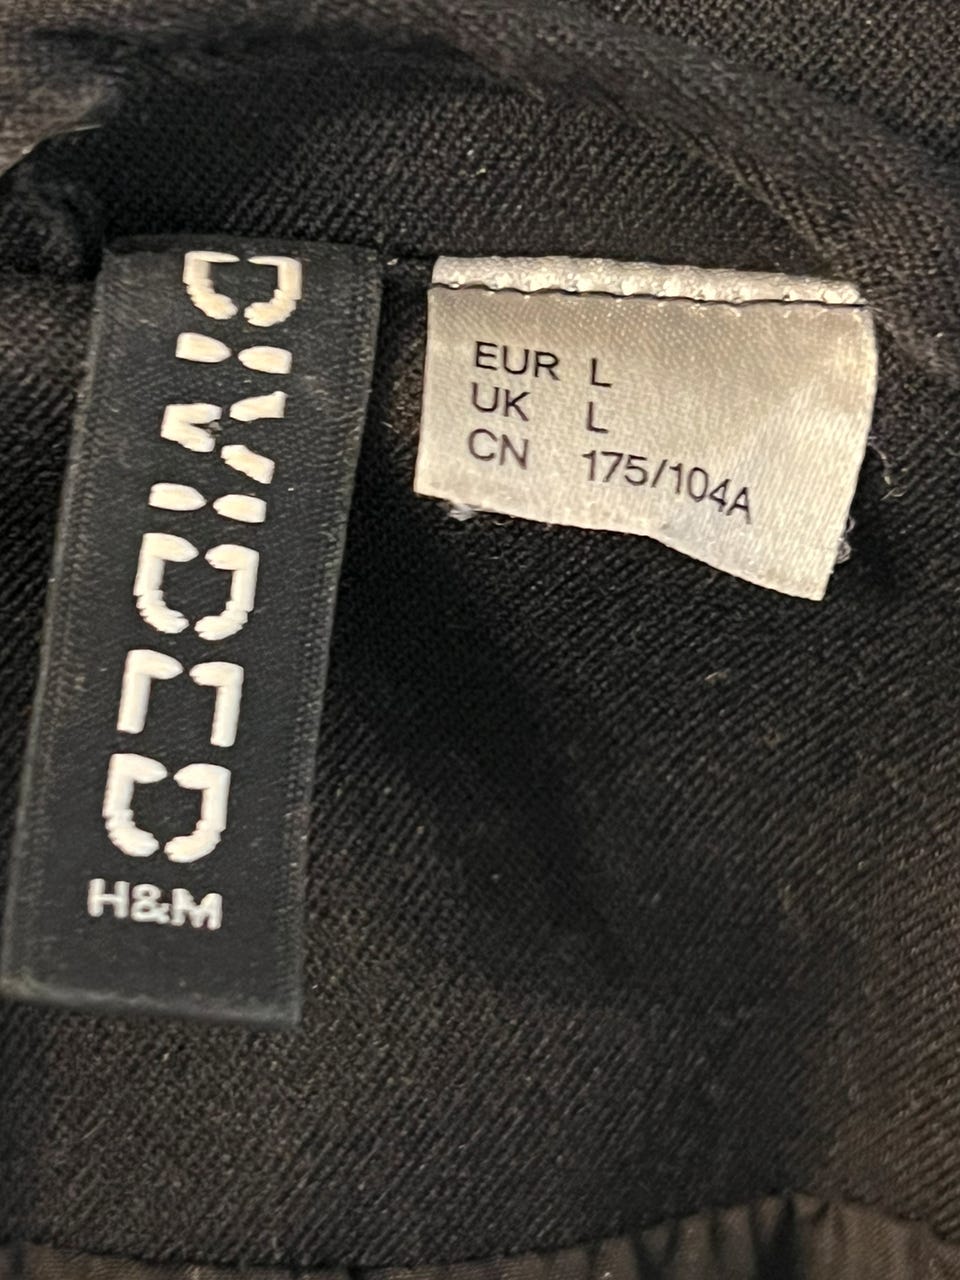 DIVIDED
H&M
EUR L
UK L
CN 175/104A